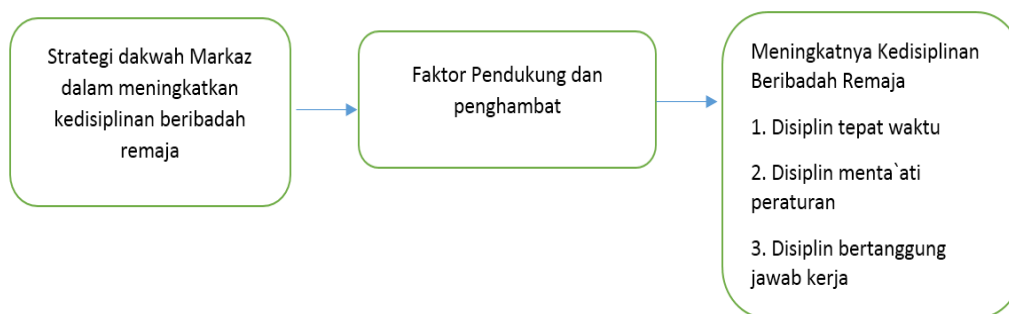 Strategi dakwah Markaz
dalam meningkatkan
kedisiplinan beribadah
remaja
Faktor Pendukung dan
penghambat
Meningkatnya Kedisiplinan
Beribadah Remaja
1. Disiplin tepat waktu
2. Disiplin menta`ati
peraturan
3. Disiplin bertanggung
jawab kerja